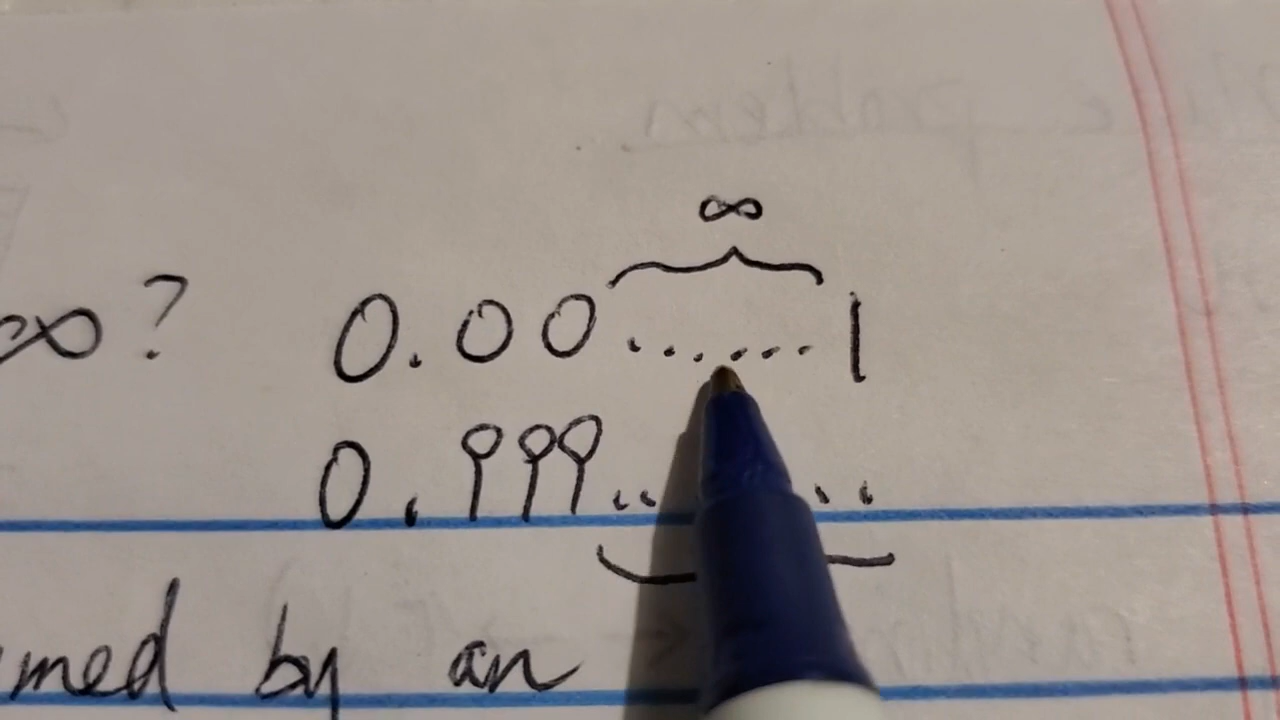 ∞
∞? 0.00.......1
0.999.. ..
med by an